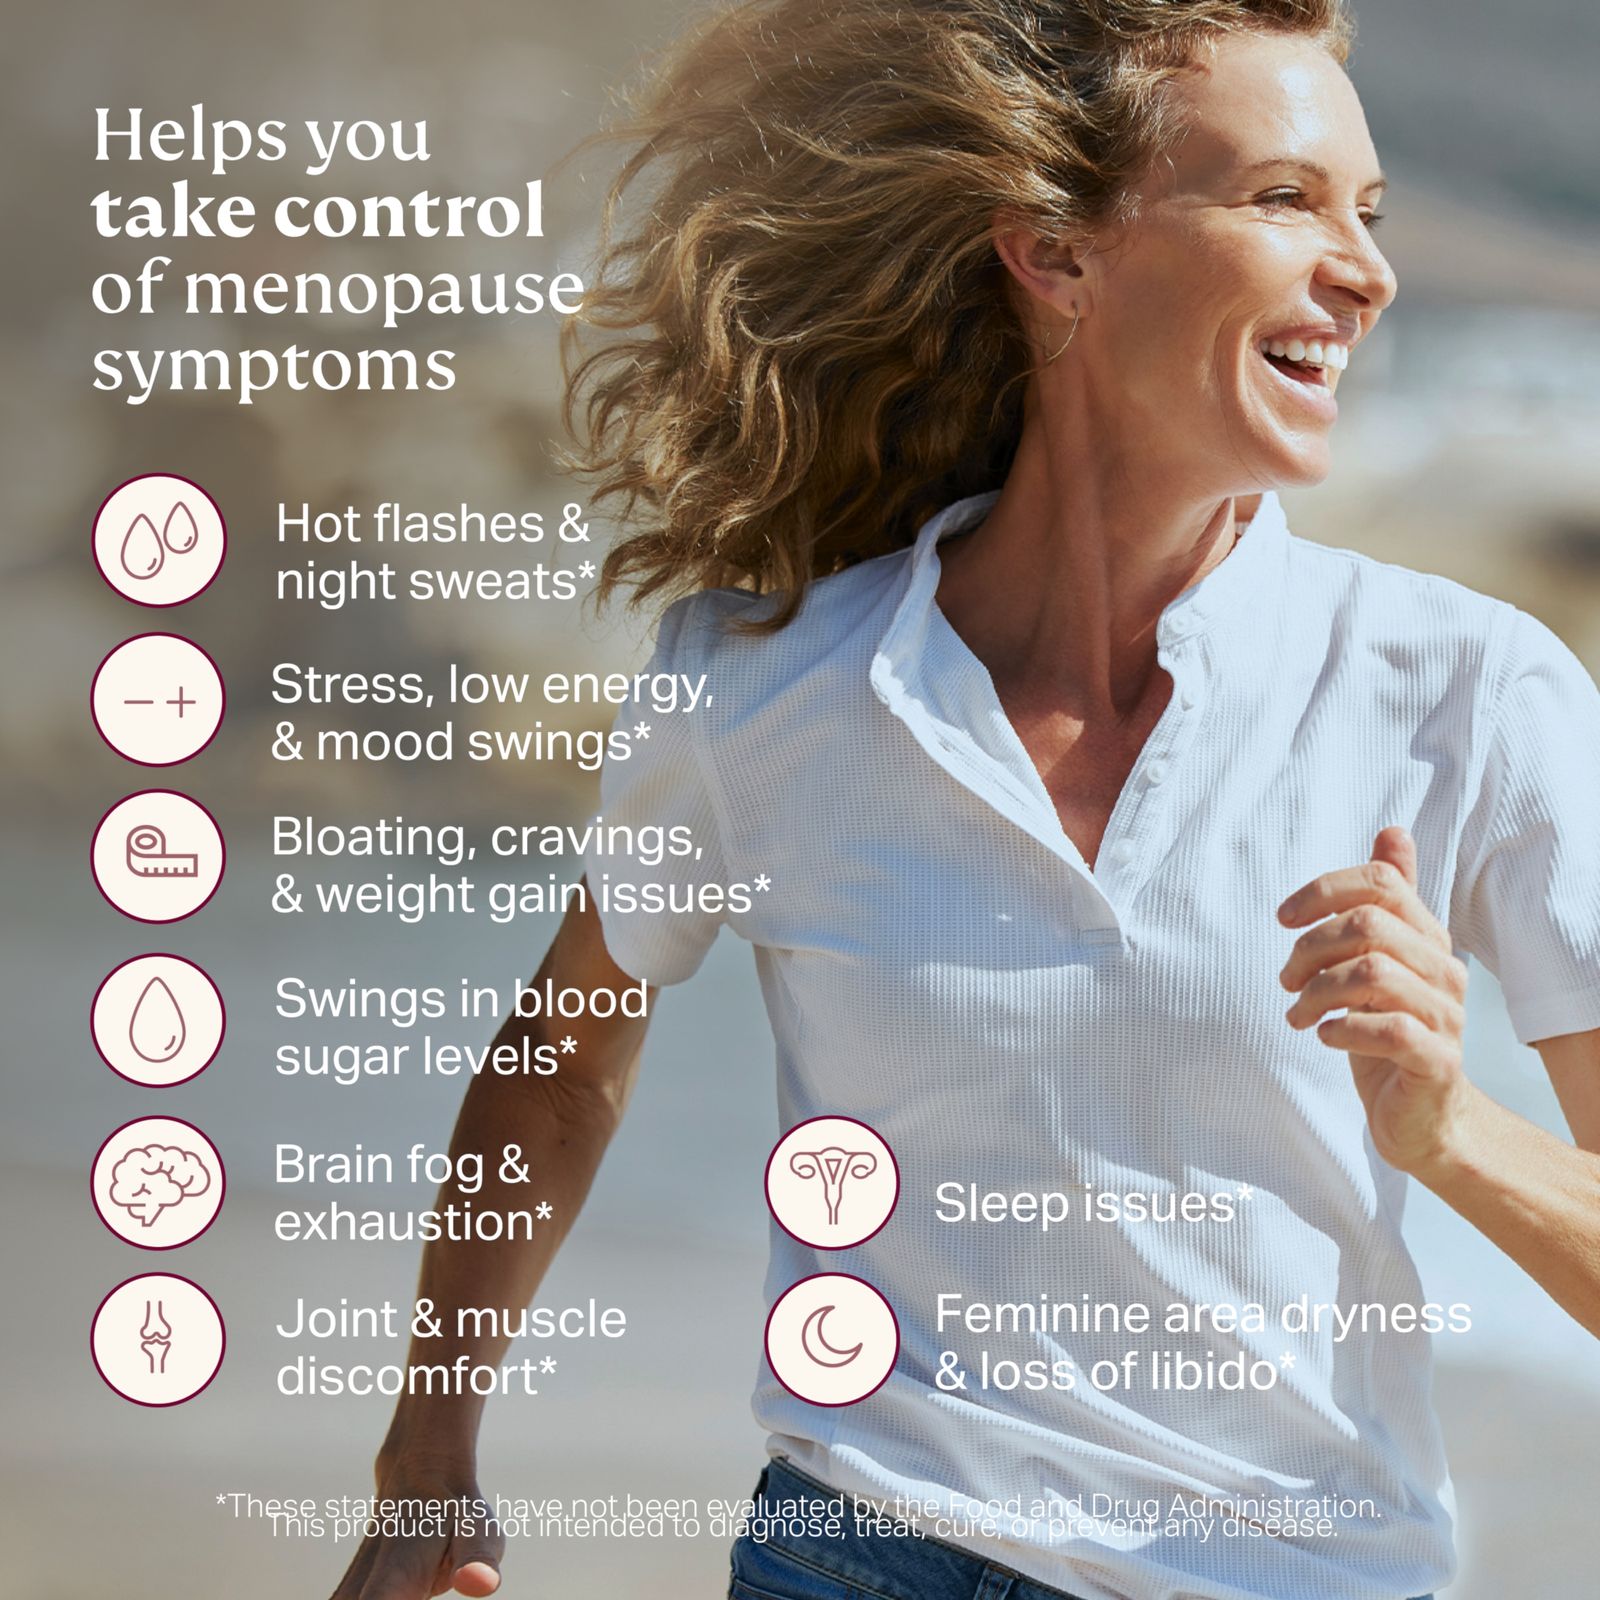 Helps you
take control
of menopause
symptoms
Hot flashes &
night sweats*
Stress, low energy,
& mood swings*
Bloating, cravings,
& weight gain issues*
Swings in blood
sugar levels*
Brain fog &
exhaustion*
Joint & muscle
discomfort*
Sleep issues*
Feminine area dryness
& loss of libido*
*These statements have not been evaluated by the Food and Drug Administration.
This product is not intended to diagnose, treat, cure, or prevent any disease.